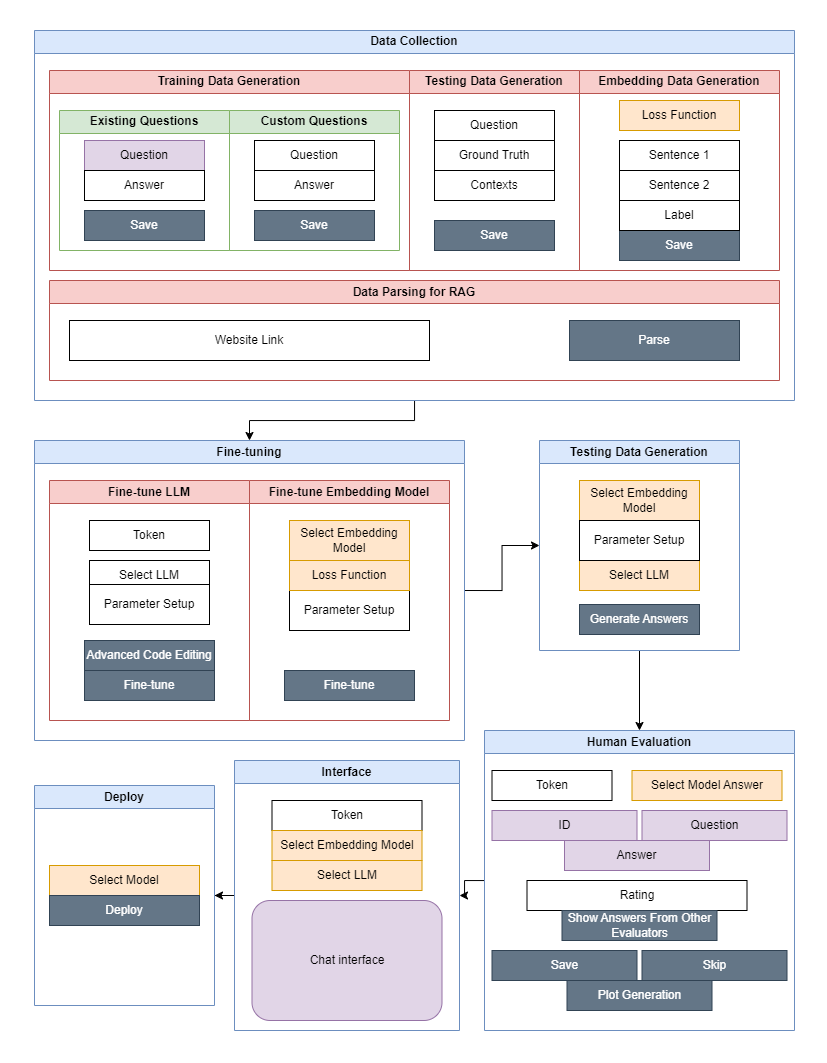 Data Collection
Training Data Generation
Testing Data Generation
Embedding Data Generation
Existing Questions
Custom Questions
Question
Answer
Save
Question
Answer
Save
Question
Ground Truth
Contexts
Save
Loss Function
Sentence 1
Sentence 2
Label
Save
Data Parsing for RAG
Website Link
Parse
Fine-tuning
Fine-tune LLM
Fine-tune Embedding Model
Token
Select LLM
Parameter Setup
Advanced Code Editing
Fine-tune
Select Embedding
Model
Loss Function
Parameter Setup
Fine-tune
Testing Data Generation
Select Embedding
Model
Parameter Setup
Select LLM
Generate Answers
Human Evaluation
Token
Select Model Answer
ID
Question
Answer
Rating
Show Answers From Other
Evaluators
Save
Skip
Plot Generation
Interface
Token
Select Embedding Model
Select LLM
Chat interface
Deploy
Select Model
Deploy